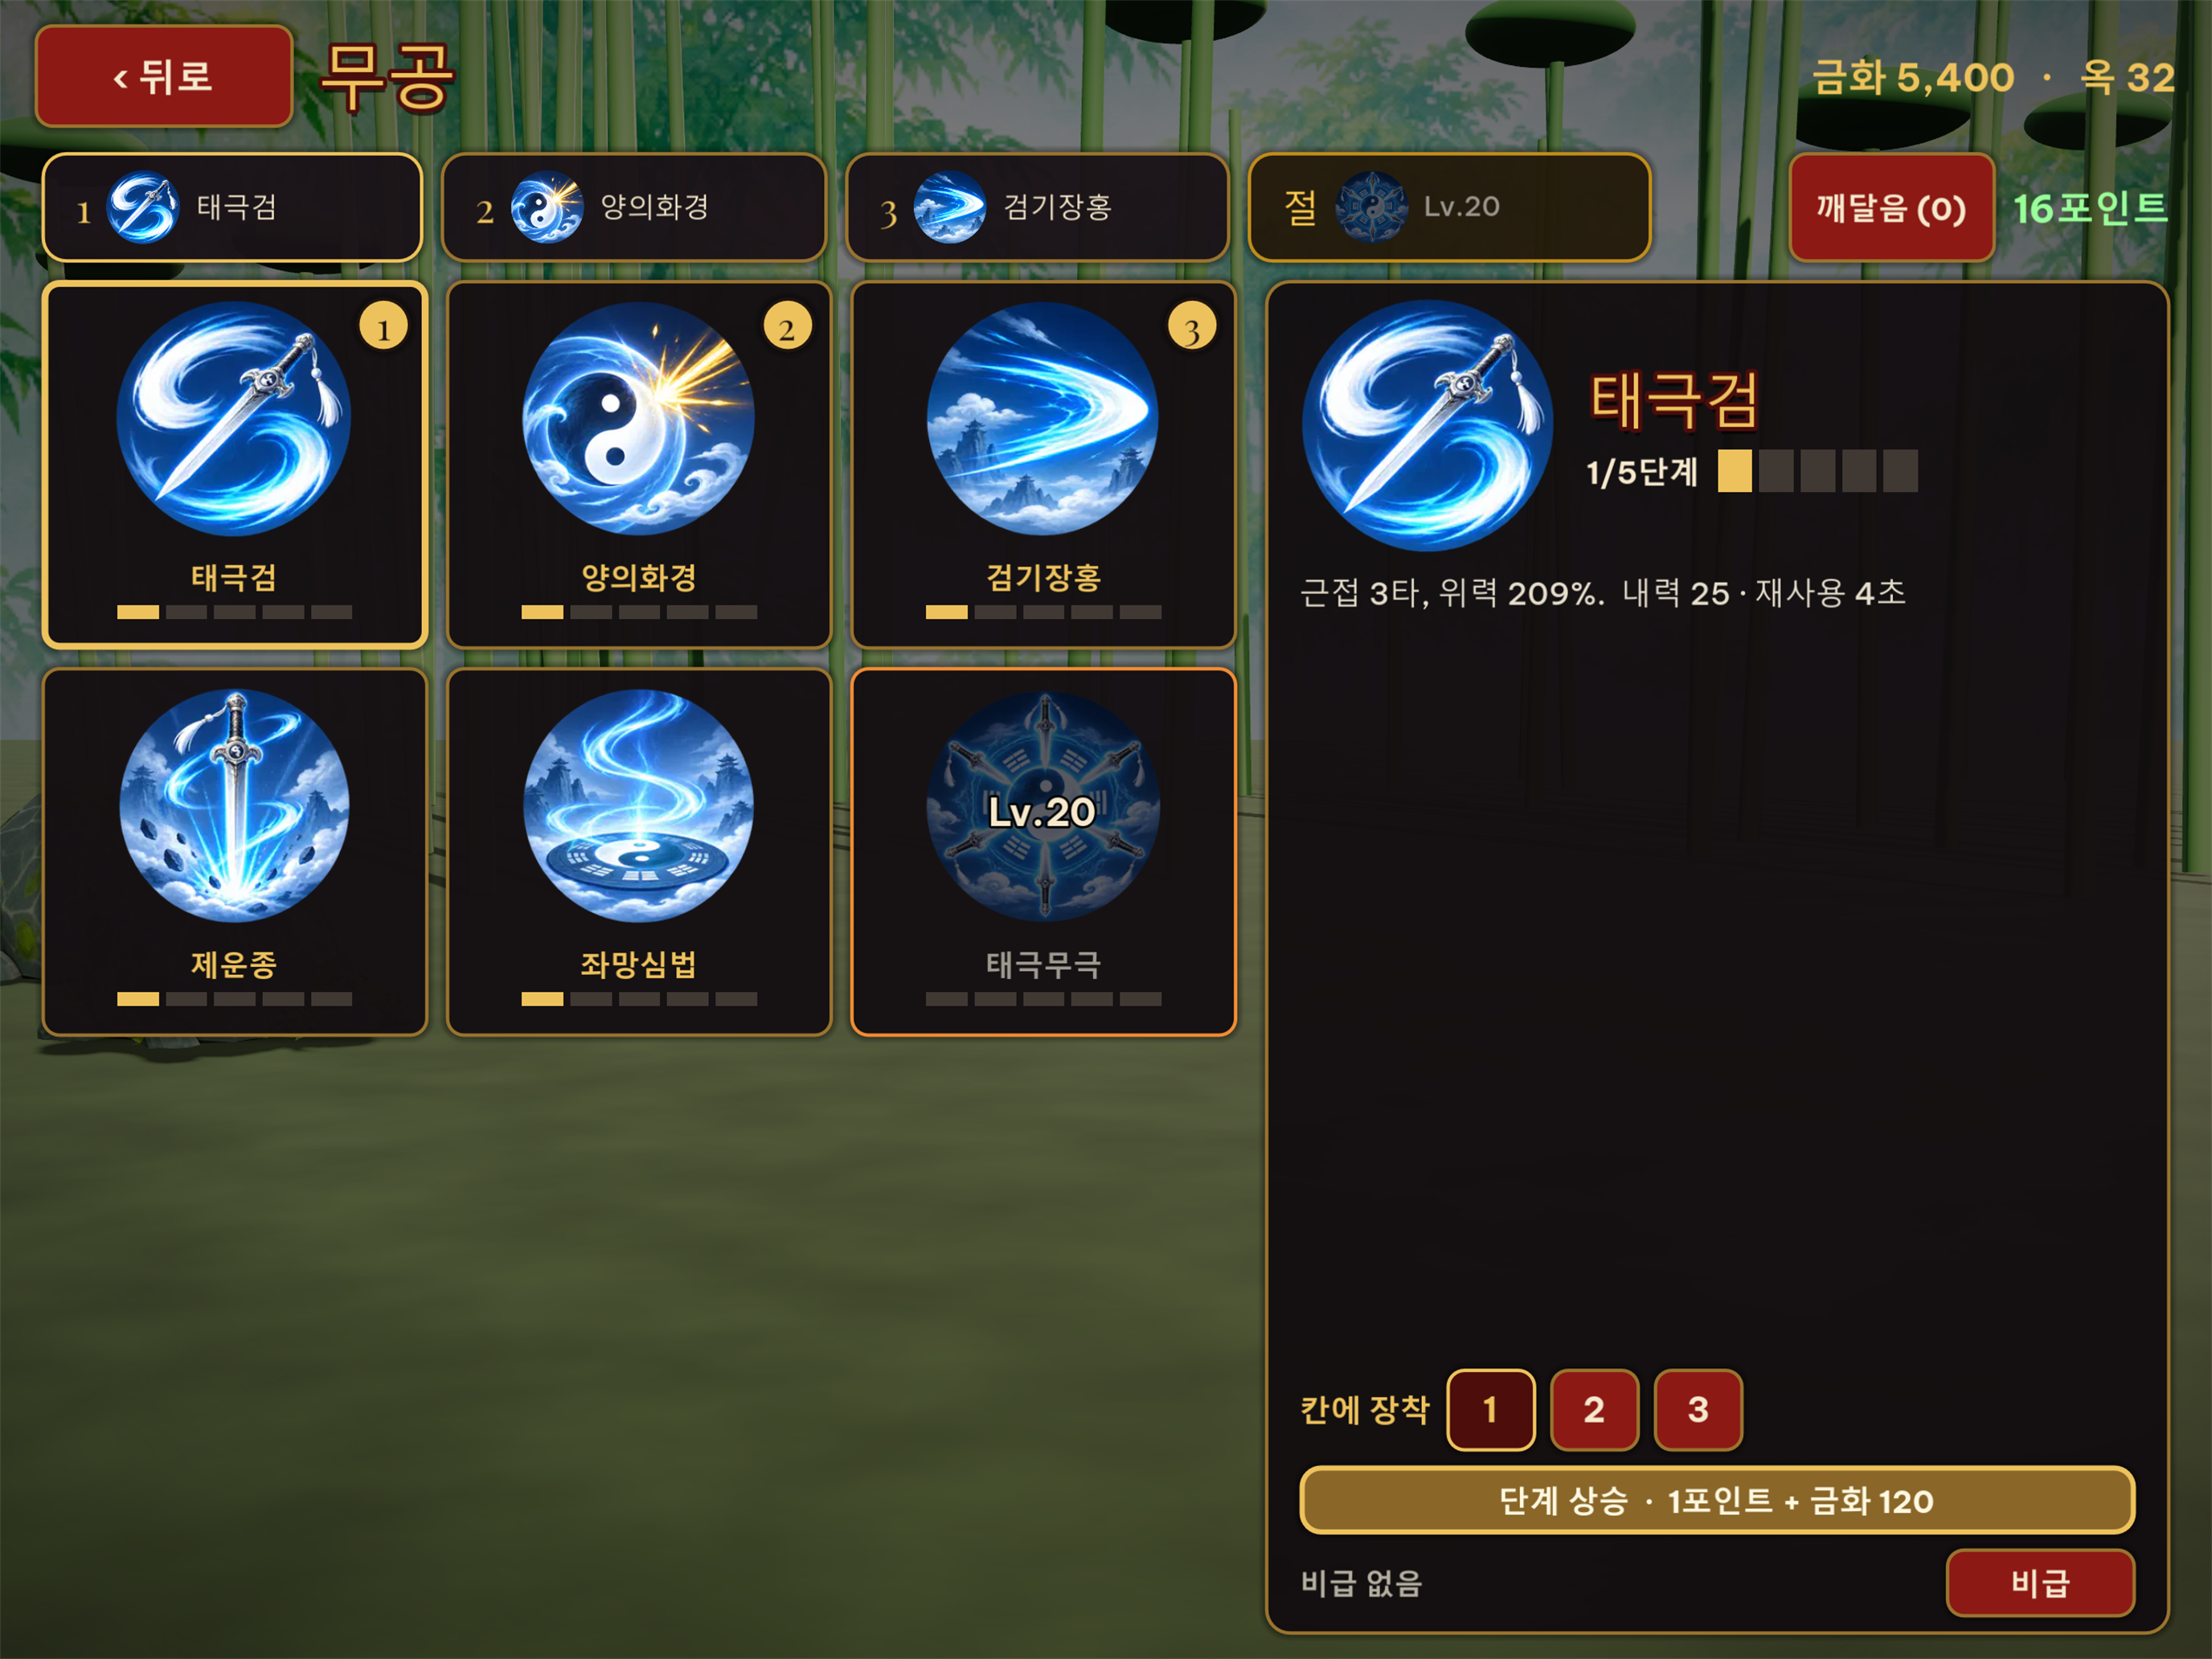 ‹ 뒤로
무공
금화 5,400 · 옥 32
1 태극검
2 양의화경
3 검기장홍
절 Lv.20
깨달음 (0)
16포인트
1
태극검
2
양의화경
3
검기장홍
제운종
좌망심법
Lv.20
태극무극
태극검
1/5단계
근접 3타, 위력 209%. 내력 25 · 재사용 4초
칸에 장착 1 2 3
단계 상승 · 1포인트 + 금화 120
비급 없음
비급